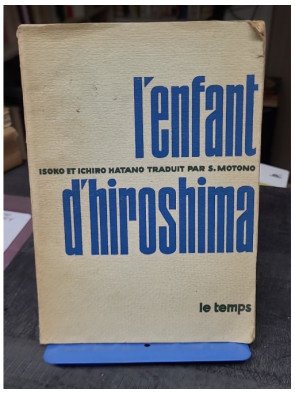 l'enfant
ISOKO ET ICHIRO HATANO TRADUIT PAR S. MOTONO
d'hiroshima
le temps